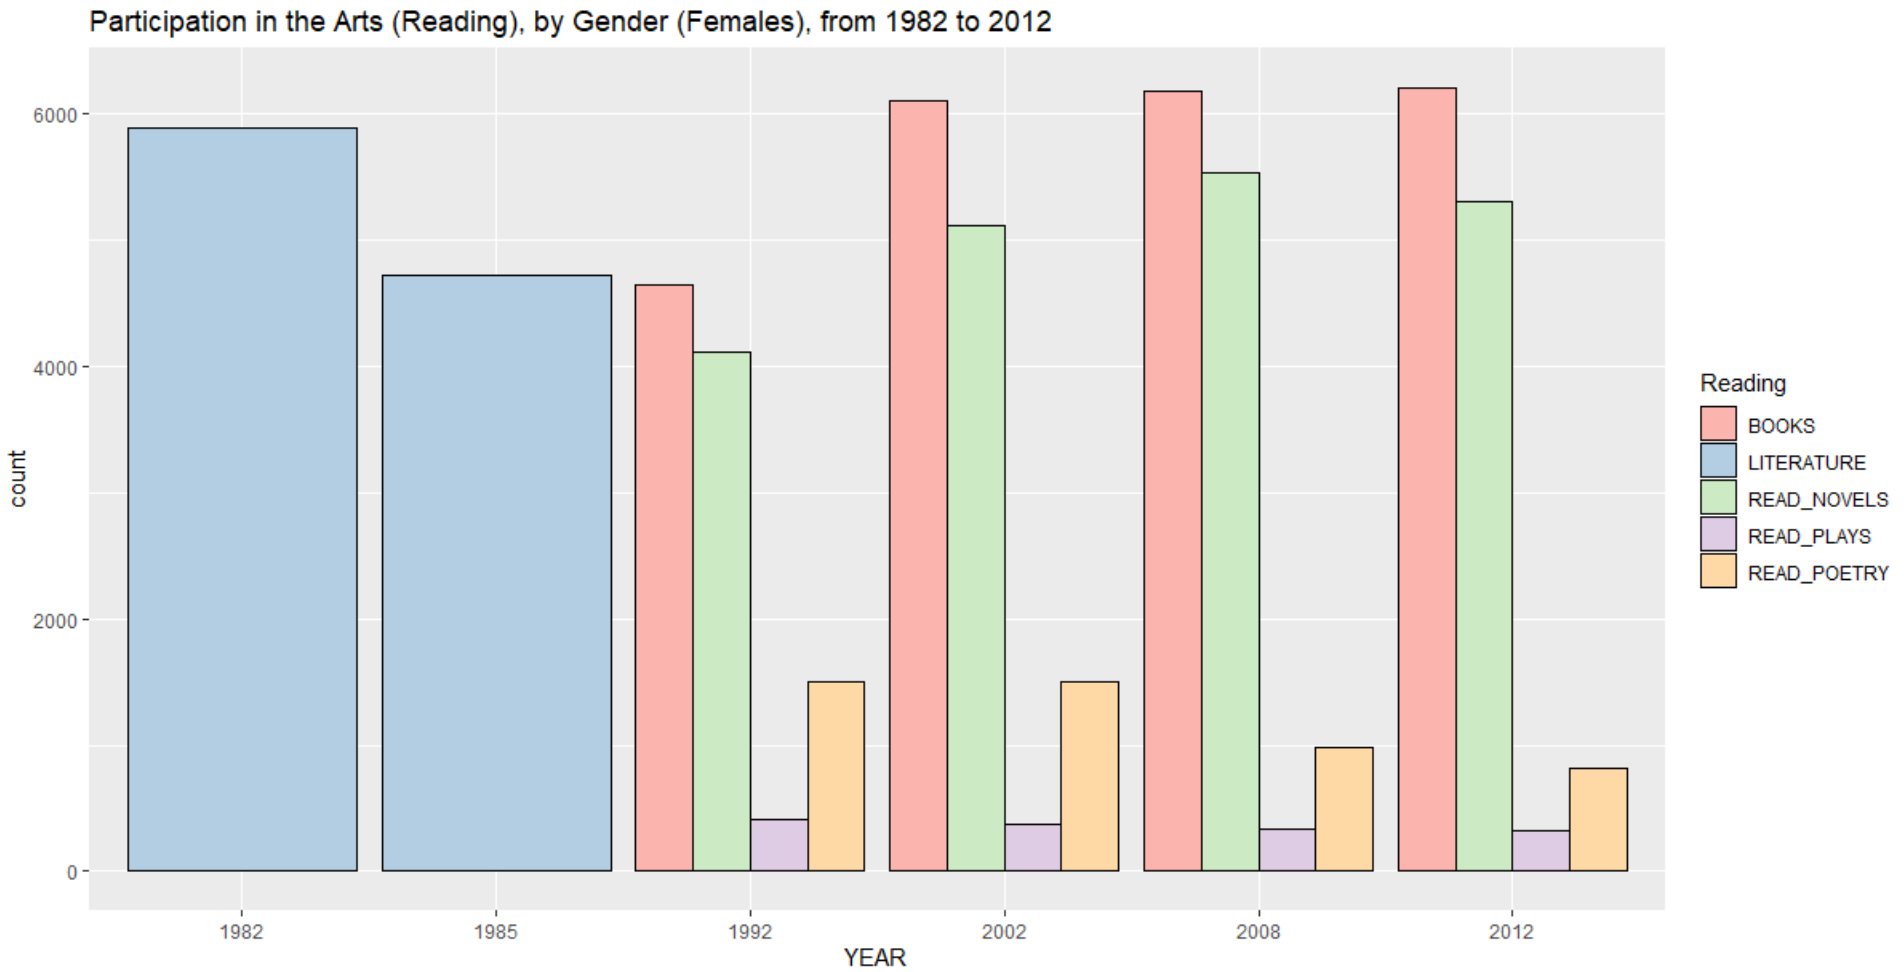 Participation in the Arts (Reading), by Gender (Females), from 1982 to 2012
6000
4000
2000
0
count
1982 1985 1992 2002 2008 2012
YEAR
Reading
BOOKS
LITERATURE
READ_NOVELS
READ_PLAYS
READ_POETRY